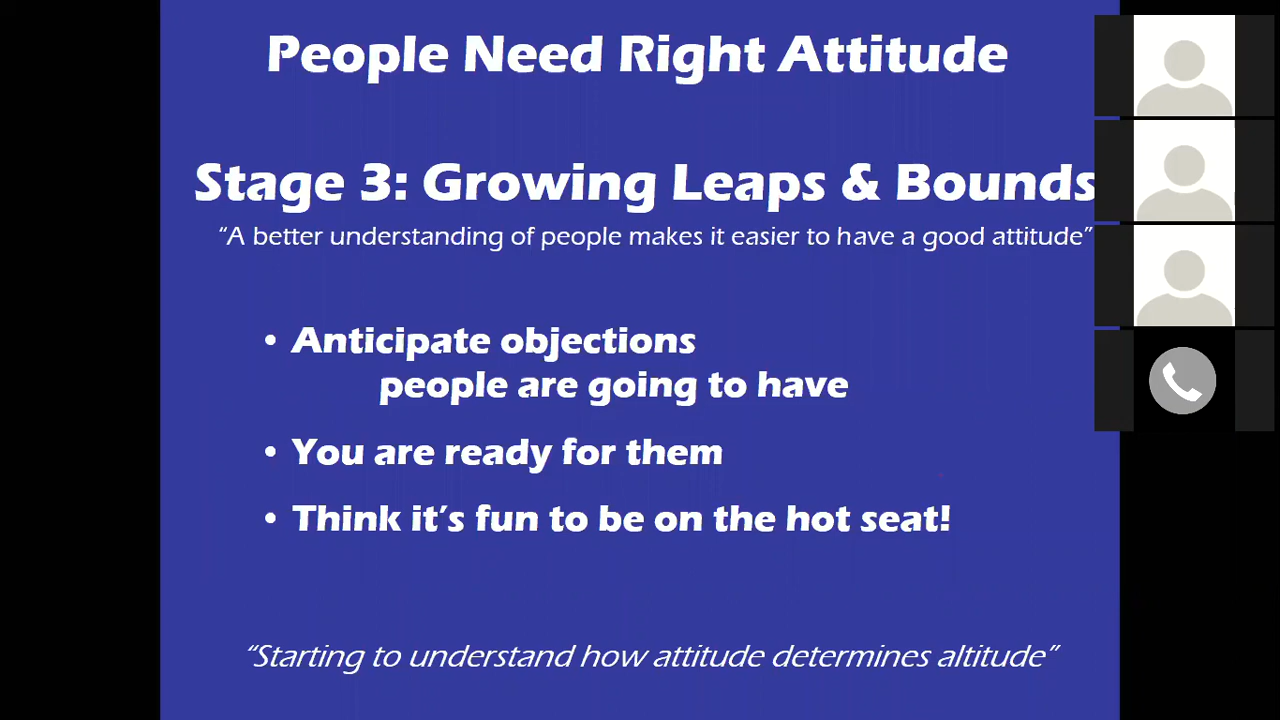 People Need Right Attitude
Stage 3: Growing Leaps & Bounds
“A better understanding of people makes it easier to have a good attitude”
• Anticipate objections
people are going to have
• You are ready for them
• Think it’s fun to be on the hot seat!
“Starting to understand how attitude determines altitude”